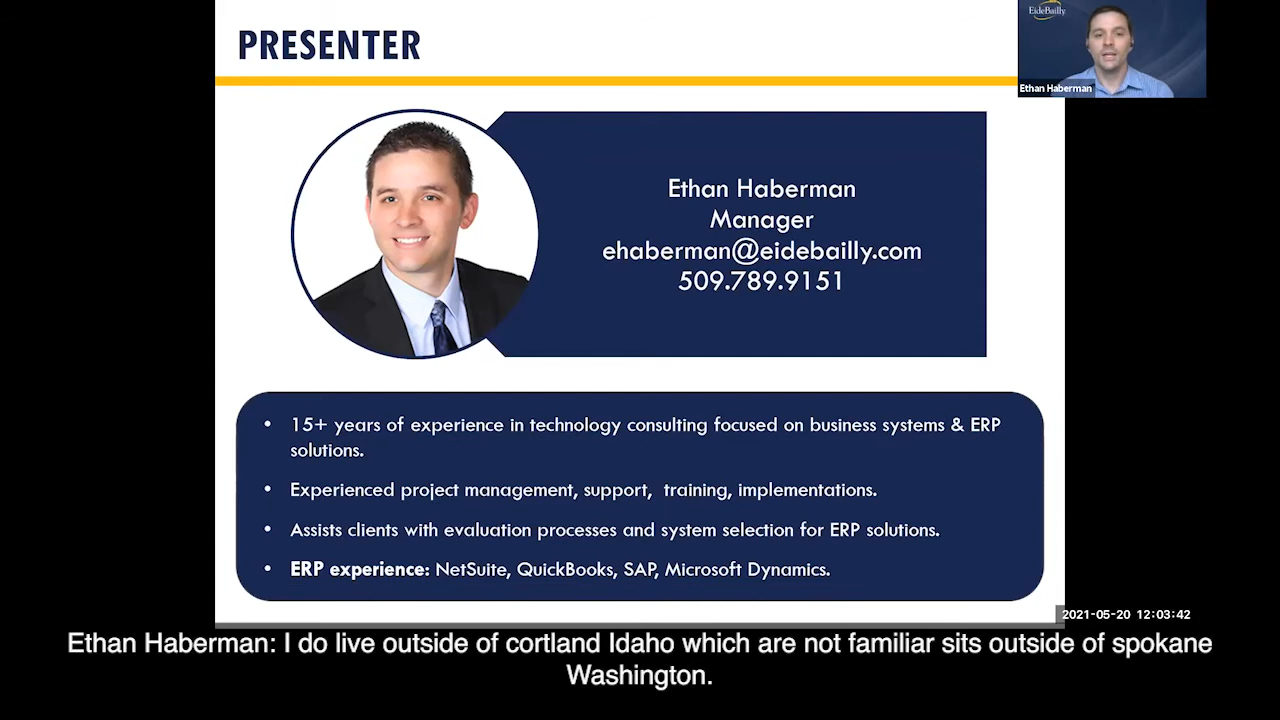 PRESENTER
EideBailly
Ethan Haberman
Ethan Haberman
Manager
ehaberman@eidebailly.com
509.789.9151
• 15+ years of experience in technology consulting focused on business systems & ERP
solutions.
• Experienced project management, support, training, implementations.
• Assists clients with evaluation processes and system selection for ERP solutions.
• ERP experience: NetSuite, QuickBooks, SAP, Microsoft Dynamics.
2021-05-20 12:03:42
Ethan Haberman: I do live outside of cortland Idaho which are not familiar sits outside of spokane
Washington.